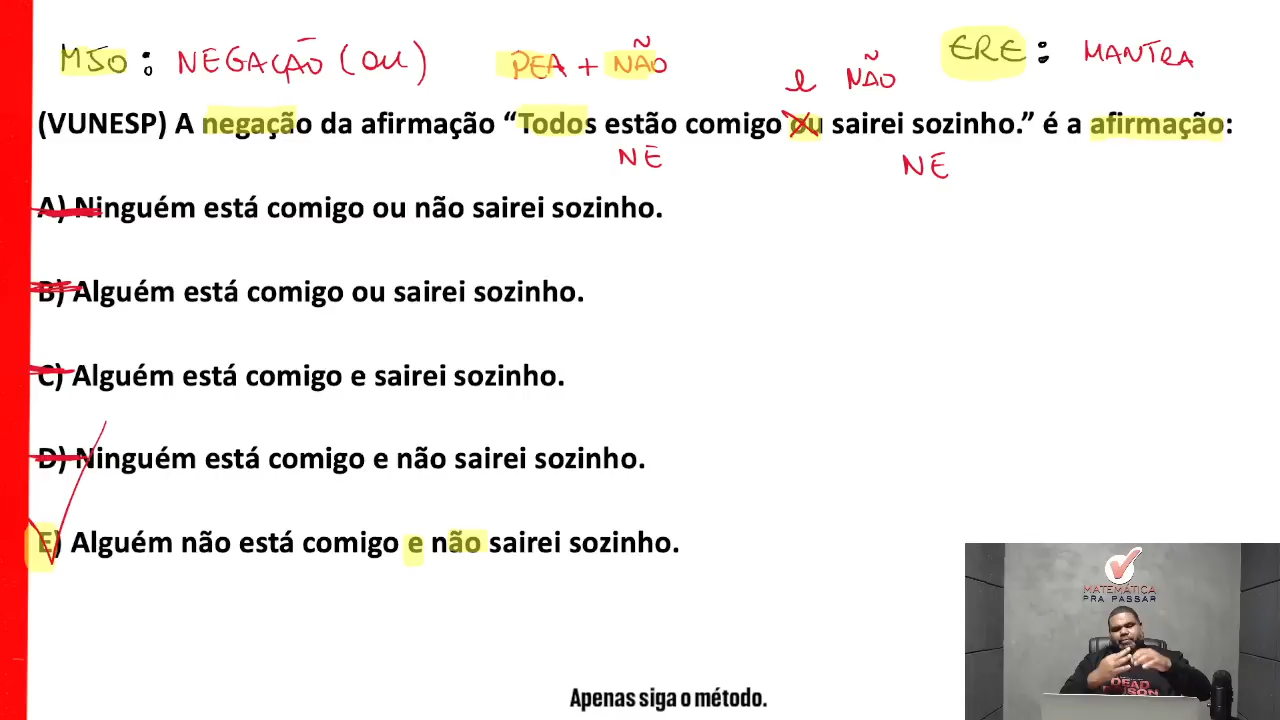 MJO : NEGAÇÃO (OU) PEA + NÃO ERE : MANTRA
e NÃO
(VUNESP) A negação da afirmação “Todos estão comigo ou sairei sozinho.” é a afirmação:
NE NE
A) Ninguém está comigo ou não sairei sozinho.
B) Alguém está comigo ou sairei sozinho.
C) Alguém está comigo e sairei sozinho.
D) Ninguém está comigo e não sairei sozinho.
E) Alguém não está comigo e não sairei sozinho.
MATEMÁTICA
PRA PASSAR
DEAD
Apenas siga o método.